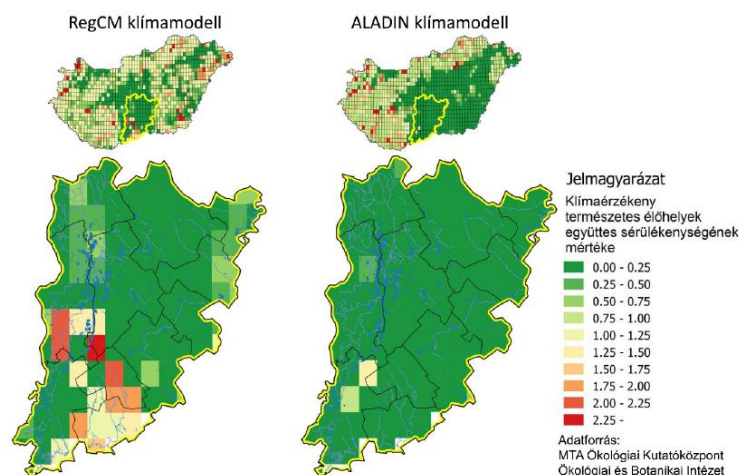 RegCM klímamodell
ALADIN klímamodell
Jelmagyarázat
Klímaérzékeny
természetes élőhelyek
együttes sérülékenységének
mértéke
0.00 - 0.25
0.25 - 0.50
0.50 - 0.75
0.75 - 1.00
1.00 - 1.25
1.25 - 1.50
1.50 - 1.75
1.75 - 2.00
2.00 - 2.25
2.25 -
Adatforrás:
MTA Ökológiai Kutatóközpont
Ökológiai és Botanikai Intézet